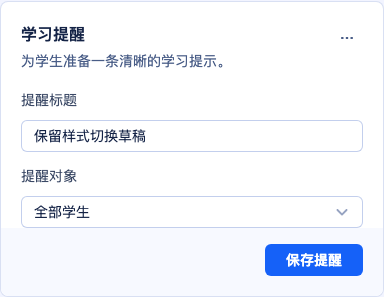 学习提醒
...
为学生准备一条清晰的学习提示。
提醒标题
保留样式切换草稿
提醒对象
全部学生
保存提醒